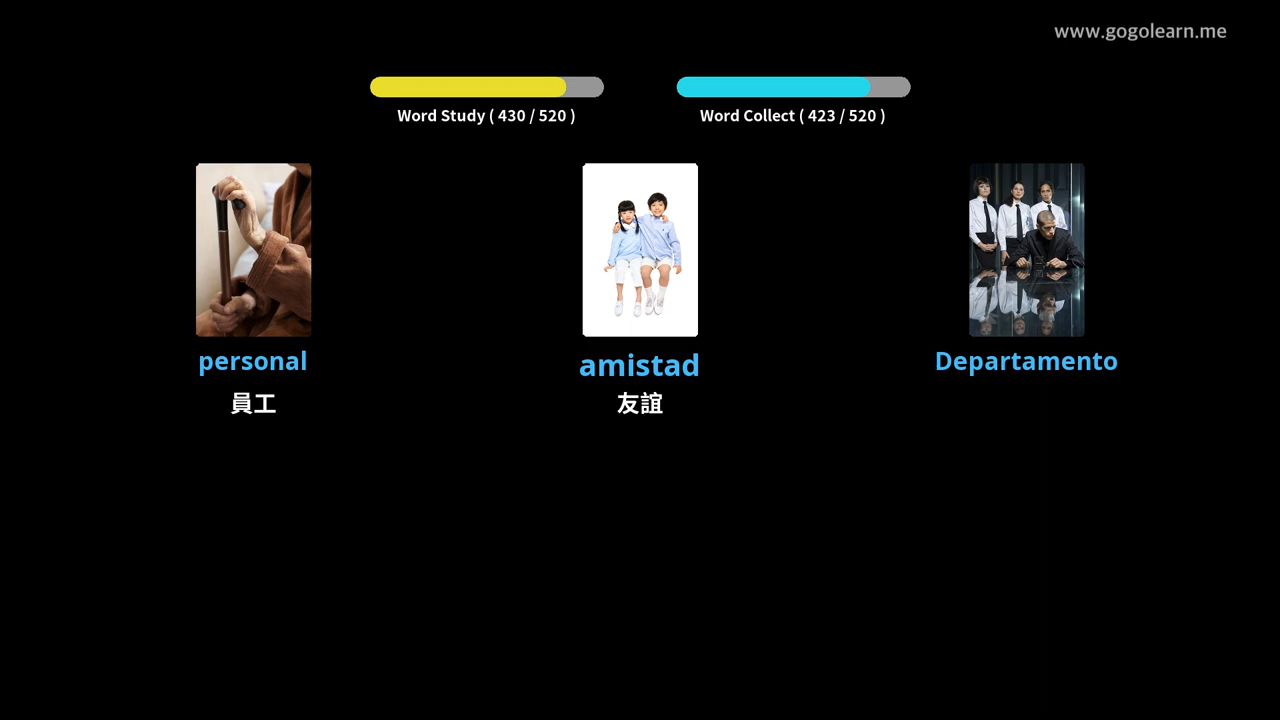 www.gogolearn.me
Word Study ( 430 / 520 )
Word Collect ( 423 / 520 )
personal
員工
amistad
友誼
Departamento